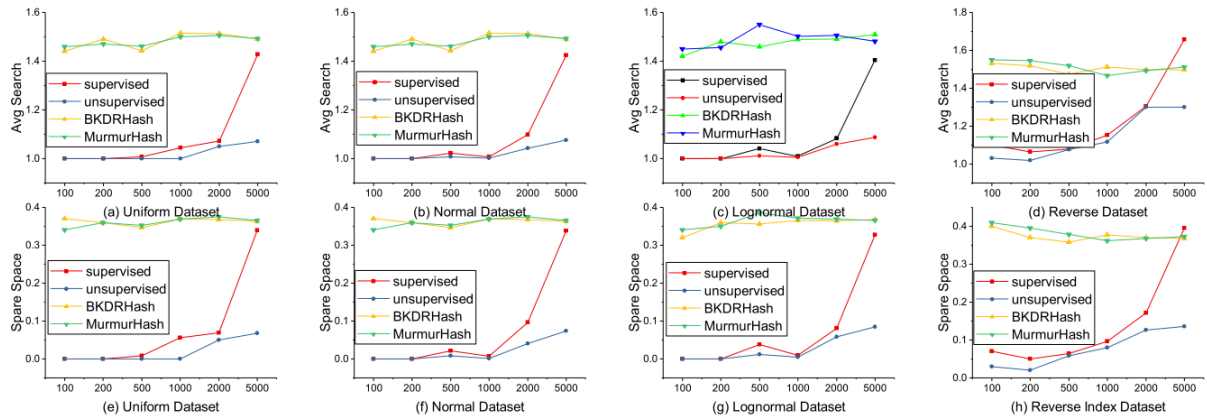 1.6
1.4
1.2
1.0
Avg Search
supervised
unsupervised
BKDRHash
MurmurHash
100 200 500 1000 2000 5000
(a) Uniform Dataset
1.6
1.4
1.2
1.0
Avg Search
supervised
unsupervised
BKDRHash
MurmurHash
100 200 500 1000 2000 5000
(b) Normal Dataset
1.6
1.4
1.2
1.0
Avg Search
supervised
unsupervised
BKDRHash
MurmurHash
100 200 500 1000 2000 5000
(c) Lognormal Dataset
1.8
1.6
1.4
1.2
1.0
Avg Search
supervised
unsupervised
BKDRHash
MurmurHash
100 200 500 1000 2000 5000
(d) Reverse Dataset
0.4
0.3
0.2
0.1
0.0
Spare Space
supervised
unsupervised
BKDRHash
MurmurHash
100 200 500 1000 2000 5000
(e) Uniform Dataset
0.4
0.3
0.2
0.1
0.0
Spare Space
supervised
unsupervised
BKDRHash
MurmurHash
100 200 500 1000 2000 5000
(f) Normal Dataset
0.4
0.3
0.2
0.1
0.0
Spare Space
supervised
unsupervised
BKDRHash
MurmurHash
100 200 500 1000 2000 5000
(g) Lognormal Dataset
0.4
0.3
0.2
0.1
0.0
Spare Space
supervised
unsupervised
BKDRHash
MurmurHash
100 200 500 1000 2000 5000
(h) Reverse Index Dataset